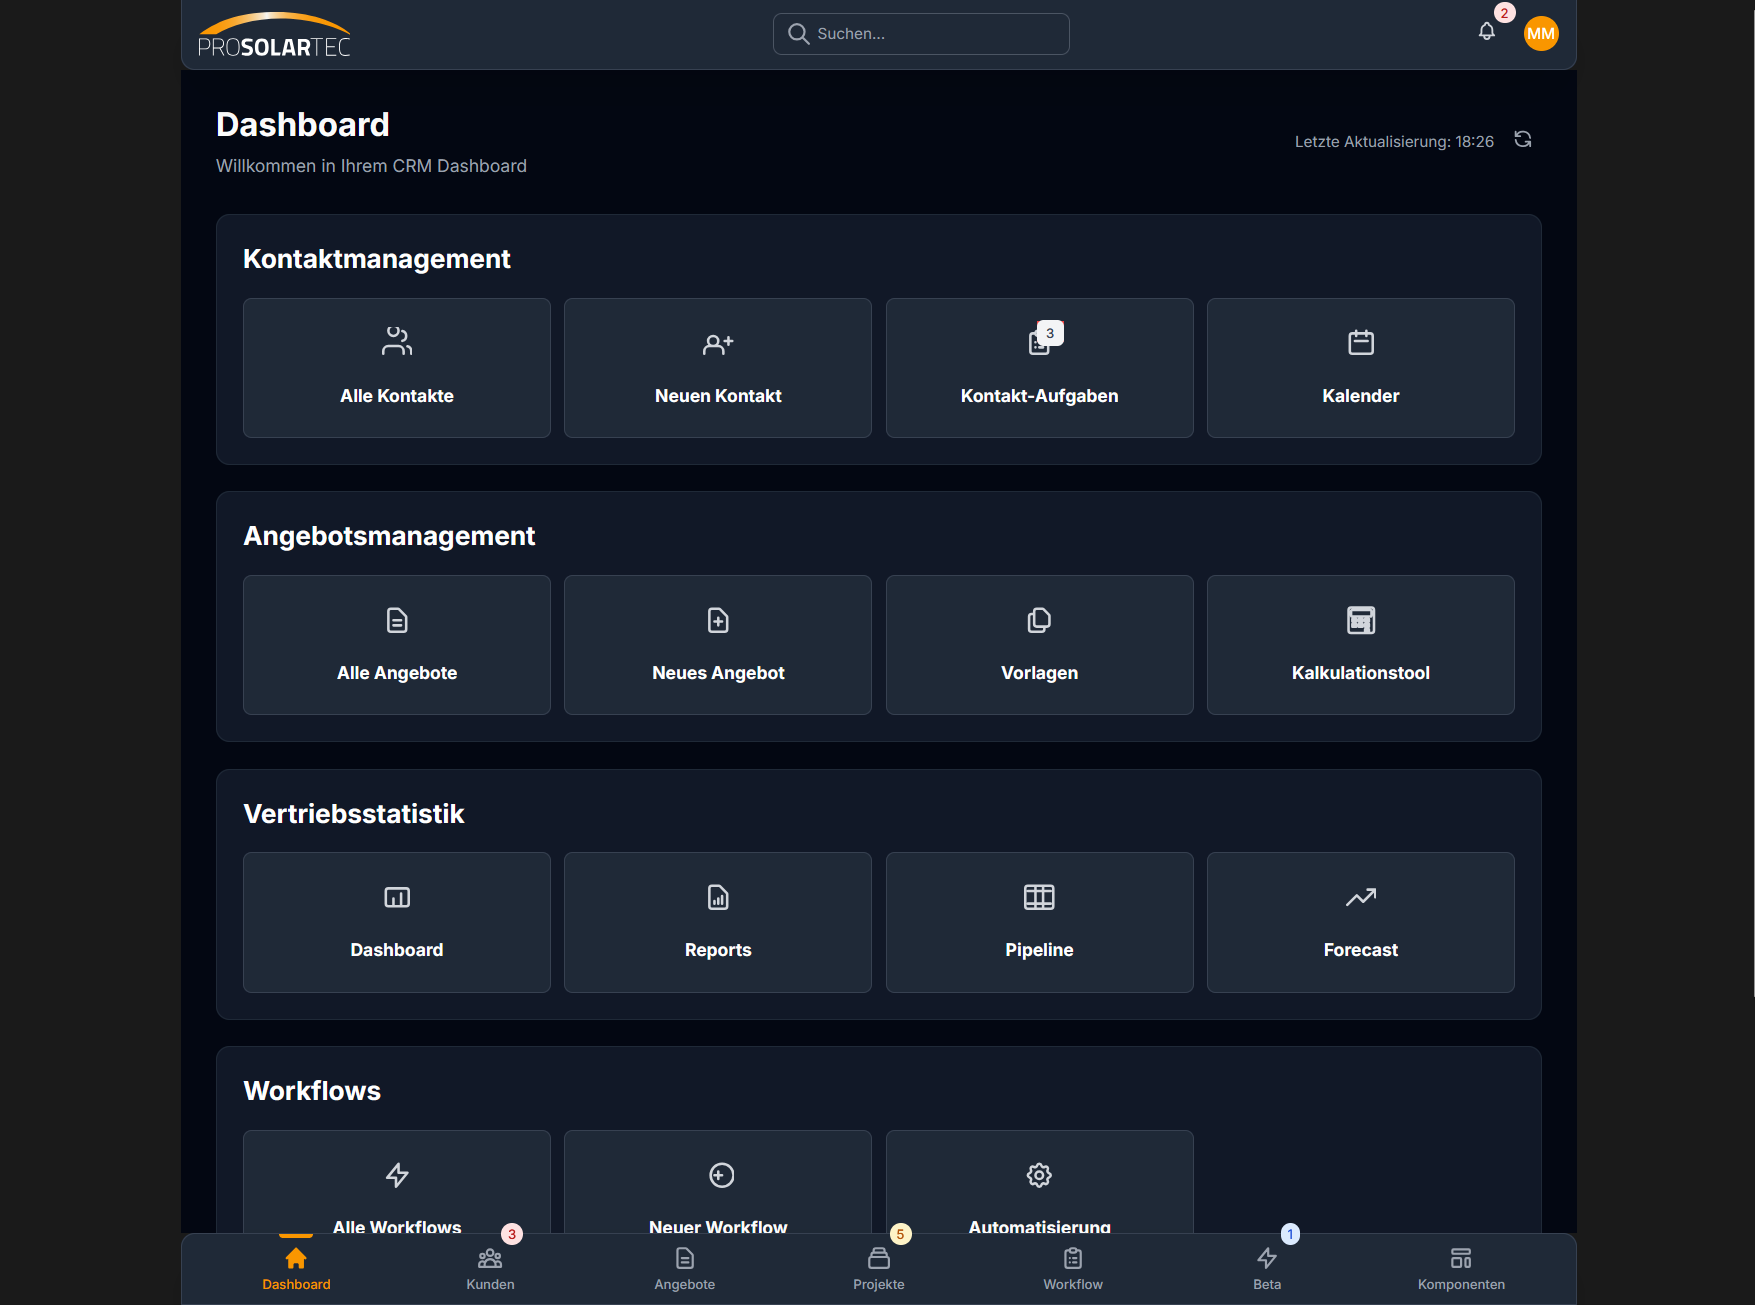 PROSOLARTEC
Suchen...
2
MM
Dashboard
Willkommen in Ihrem CRM Dashboard
Letzte Aktualisierung: 18:26
Kontaktmanagement
3
Alle Kontakte
Neuen Kontakt
Kontakt-Aufgaben
Kalender
Angebotsmanagement
Alle Angebote
Neues Angebot
Vorlagen
Kalkulationstool
Vertriebsstatistik
Dashboard
Reports
Pipeline
Forecast
Workflows
Alle Workflows
Neuer Workflow
Automatisierung
3
5
1
Dashboard
Kunden
Angebote
Projekte
Workflow
Beta
Komponenten